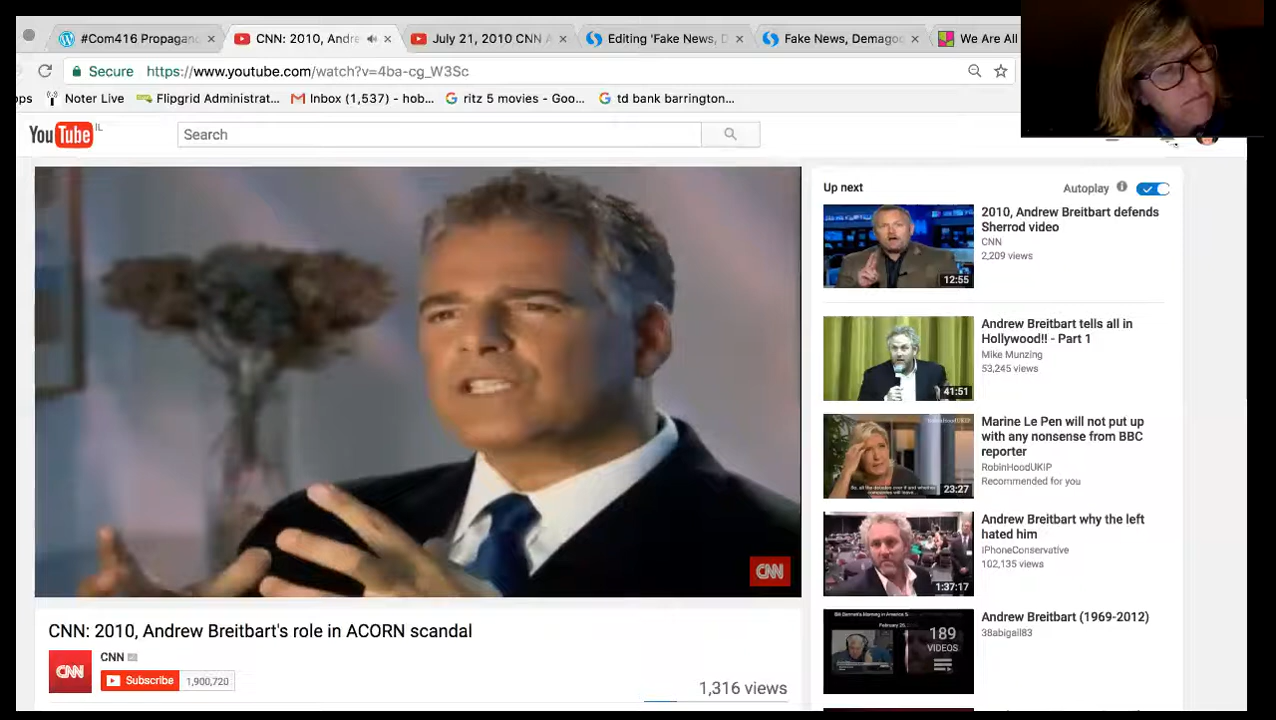 #Com416 Propagan
CNN: 2010, Andre
July 21, 2010 CNN A
Editing 'Fake News, D
Fake News, Demagog
We Are All
Secure https://www.youtube.com/watch?v=4ba-cg_W3Sc
ps Noter Live Flipgrid Administrat... Inbox (1,537) - hob... ritz 5 movies - Goo... td bank barrington...
YouTube IL
Search
Up next
Autoplay
2010, Andrew Breitbart defends
Sherrod video
CNN
2,209 views
12:55
Andrew Breitbart tells all in
Hollywood!! - Part 1
Mike Munzing
53,245 views
41:51
Marine Le Pen will not put up
with any nonsense from BBC
reporter
RobinHoodUKIP
Recommended for you
23:27
Andrew Breitbart why the left
hated him
iPhoneConservative
102,135 views
1:37:17
Andrew Breitbart (1969-2012)
38abigail83
189
VIDEOS
CNN
CNN: 2010, Andrew Breitbart's role in ACORN scandal
CNN
CNN
Subscribe 1,900,720
1,316 views